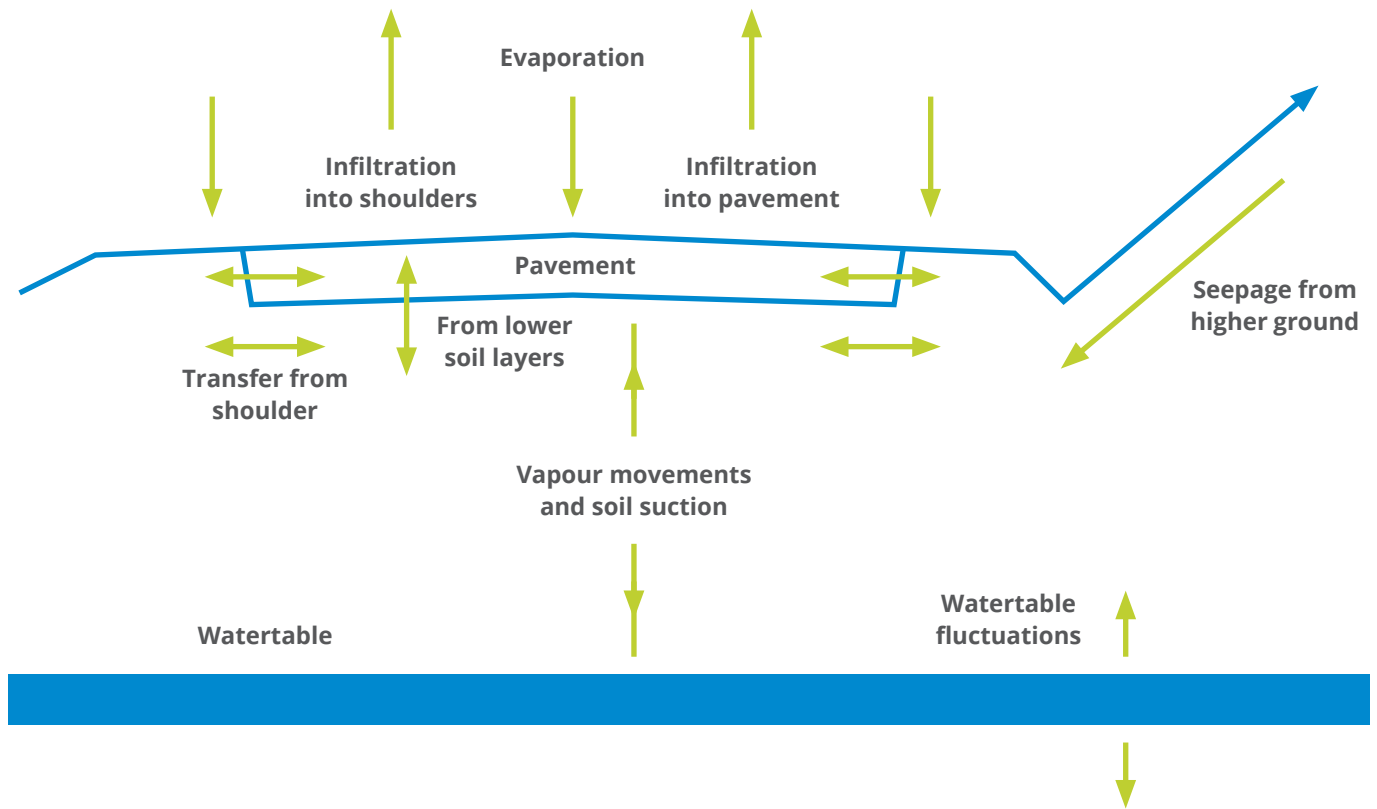 Evaporation
Infiltration
into shoulders
Infiltration
into pavement
Pavement
From lower
soil layers
Seepage from
higher ground
Transfer from
shoulder
Vapour movements
and soil suction
Watertable
Watertable
fluctuations